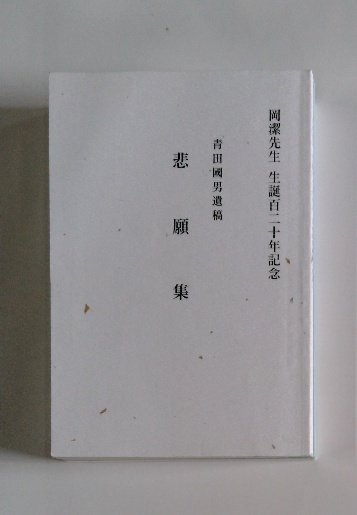 岡潔先生 生誕百二十年記念
青田國男遺稿
悲願集